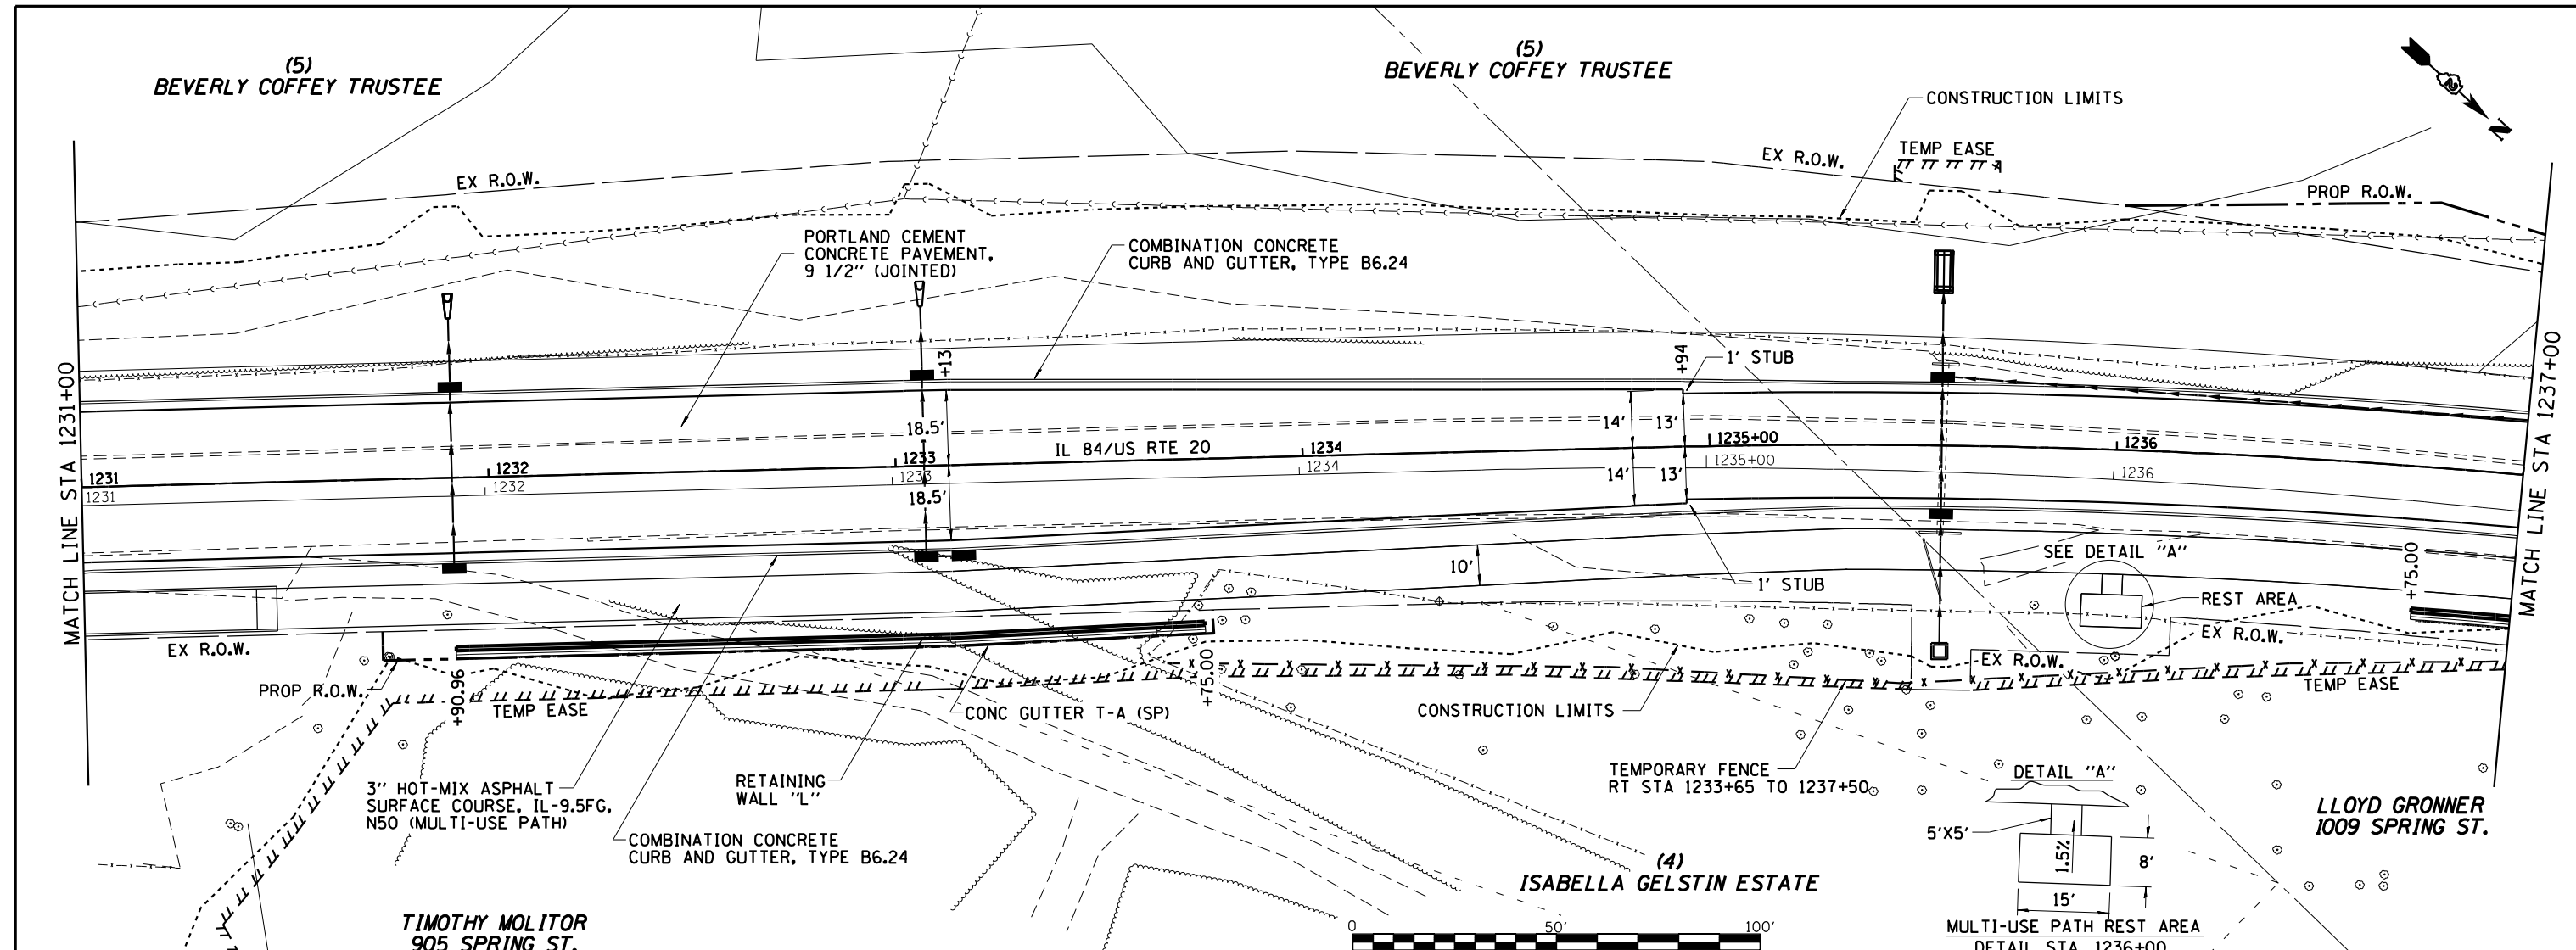 (5)
BEVERLY COFFEY TRUSTEE
(5)
BEVERLY COFFEY TRUSTEE
CONSTRUCTION LIMITS
N
TEMP EASE
EX R.O.W.
EX R.O.W.
PROP R.O.W.
PORTLAND CEMENT
CONCRETE PAVEMENT,
9 1/2" (JOINTED)
COMBINATION CONCRETE
CURB AND GUTTER, TYPE B6.24
+13
+94
1' STUB
MATCH LINE STA 1231+00
MATCH LINE STA 1237+00
18.5'
14'
13'
IL 84/US RTE 20
1231
1232
1233
1234
1235+00
1236
1231
1232
1233
1234
1235+00
1236
18.5'
14'
13'
10'
1' STUB
SEE DETAIL "A"
+75.00
REST AREA
EX R.O.W.
EX R.O.W.
EX R.O.W.
PROP R.O.W.
+90.96
TEMP EASE
+75.00
CONC GUTTER T-A (SP)
CONSTRUCTION LIMITS
TEMP EASE
3" HOT-MIX ASPHALT
SURFACE COURSE, IL-9.5FG,
N50 (MULTI-USE PATH)
RETAINING
WALL "L"
COMBINATION CONCRETE
CURB AND GUTTER, TYPE B6.24
TEMPORARY FENCE
RT STA 1233+65 TO 1237+50
DETAIL "A"
5'X5'
1.5%
8'
15'
MULTI-USE PATH REST AREA
DETAIL STA 1236+00
LLOYD GRONNER
1009 SPRING ST.
(4)
ISABELLA GELSTIN ESTATE
TIMOTHY MOLITOR
905 SPRING ST.
0
50'
100'